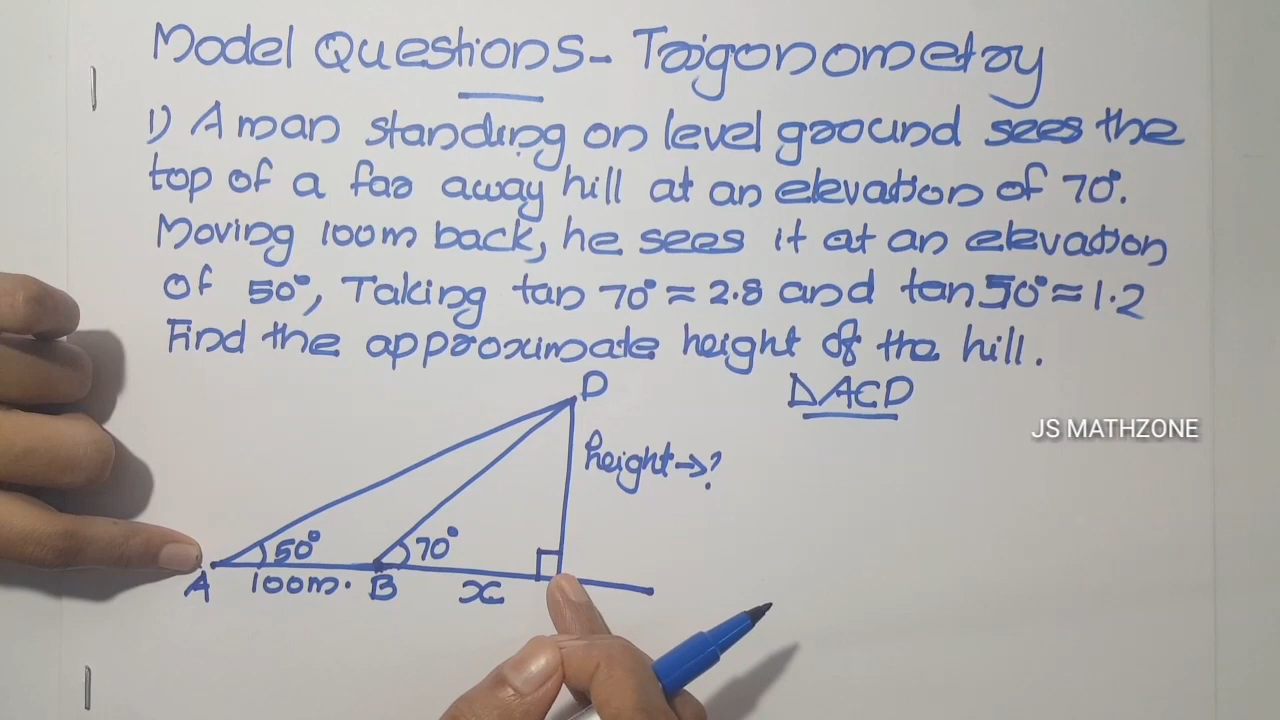 Model Questions - Trigonometry
1) A man standing on level ground sees the
top of a far away hill at an elevation of 70°.
Moving 100m back, he sees it at an elevation
of 50°, Taking tan 70° ≈ 2.8 and tan 50° ≈ 1.2
Find the approximate height of the hill.
D
△ACD
JS MATHZONE
height→?
50°
70°
A
100m.
B
x